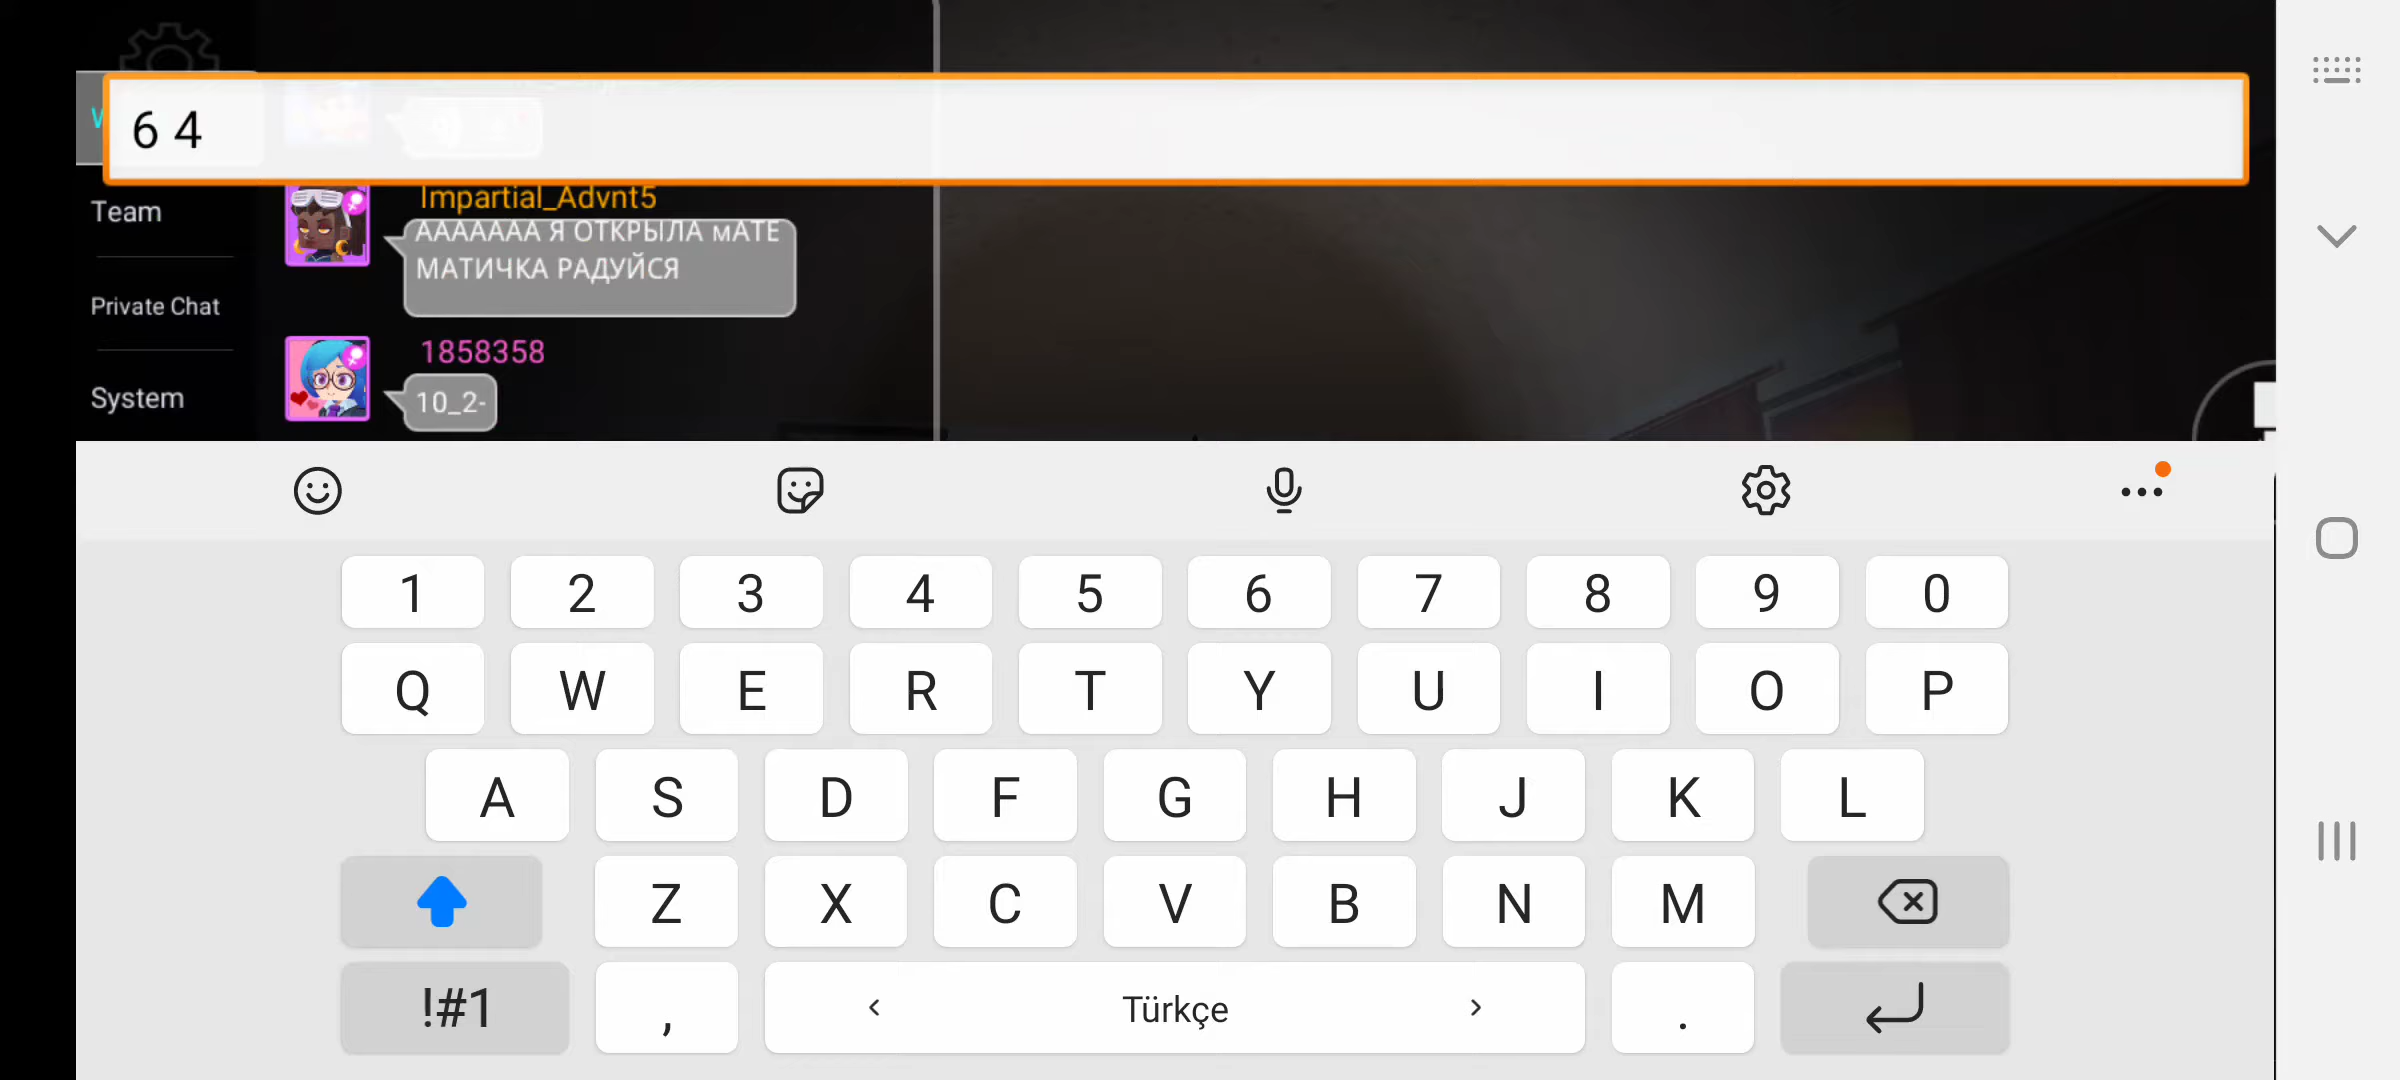 6 4
Team
Private Chat
System
Impartial_Advnt5
ААААААА Я ОТКРЫЛА мАТЕ
МАТИЧКА РАДУЙСЯ
1858358
10_2-
1 2 3 4 5 6 7 8 9 0
Q W E R T Y U I O P
A S D F G H J K L
Z X C V B N M
!#1 , < Türkçe > .